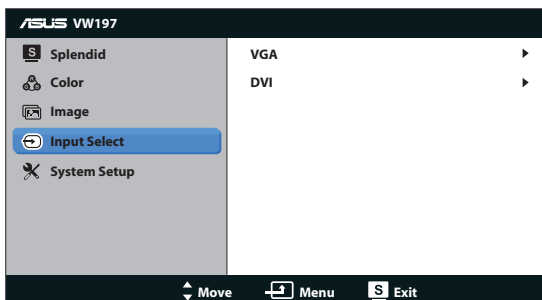 ASUS VW197
S Splendid
Color
Image
Input Select
System Setup
VGA
DVI
Move Menu S Exit